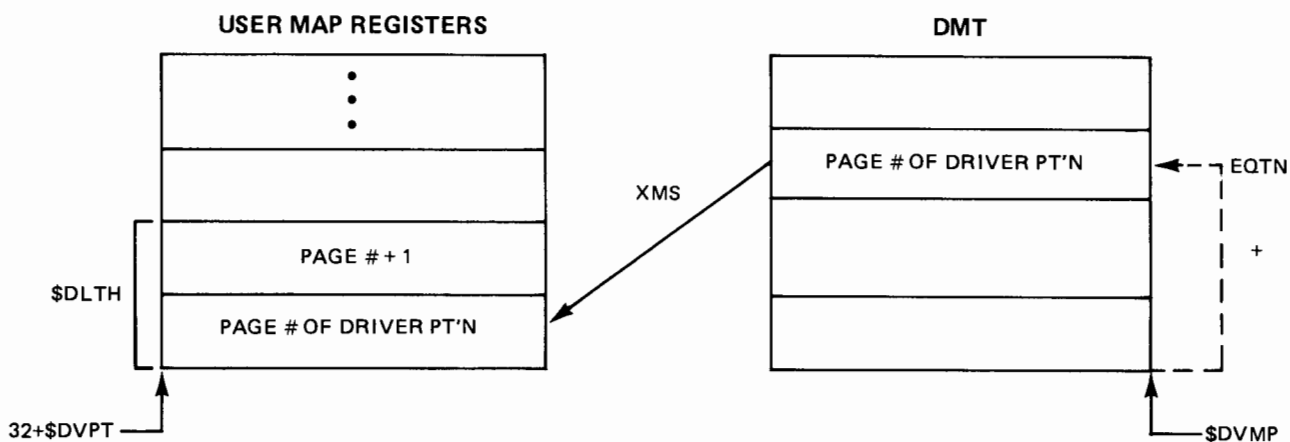 USER MAP REGISTERS
DMT
PAGE # OF DRIVER PT'N
EQTN
XMS
PAGE # + 1
+
$DLTH
PAGE # OF DRIVER PT'N
32+$DVPT
$DVMP